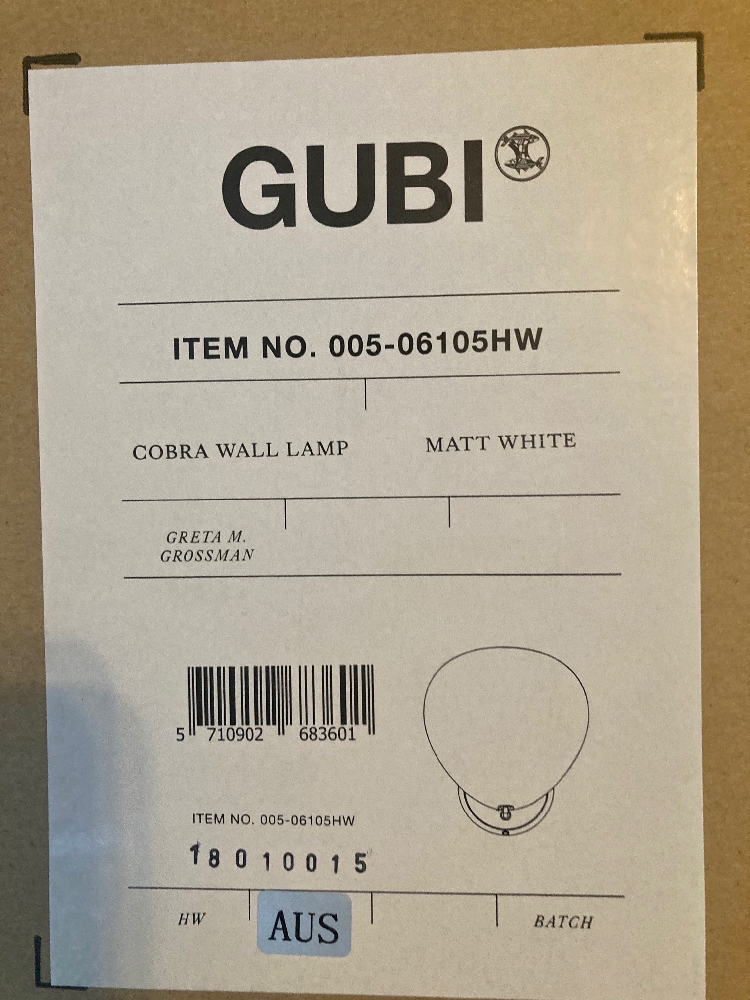 GUBI
ITEM NO. 005-06105HW
COBRA WALL LAMP
MATT WHITE
GRETA M.
GROSSMAN
5 710902 683601
ITEM NO. 005-06105HW
18010015
HW
AUS
BATCH